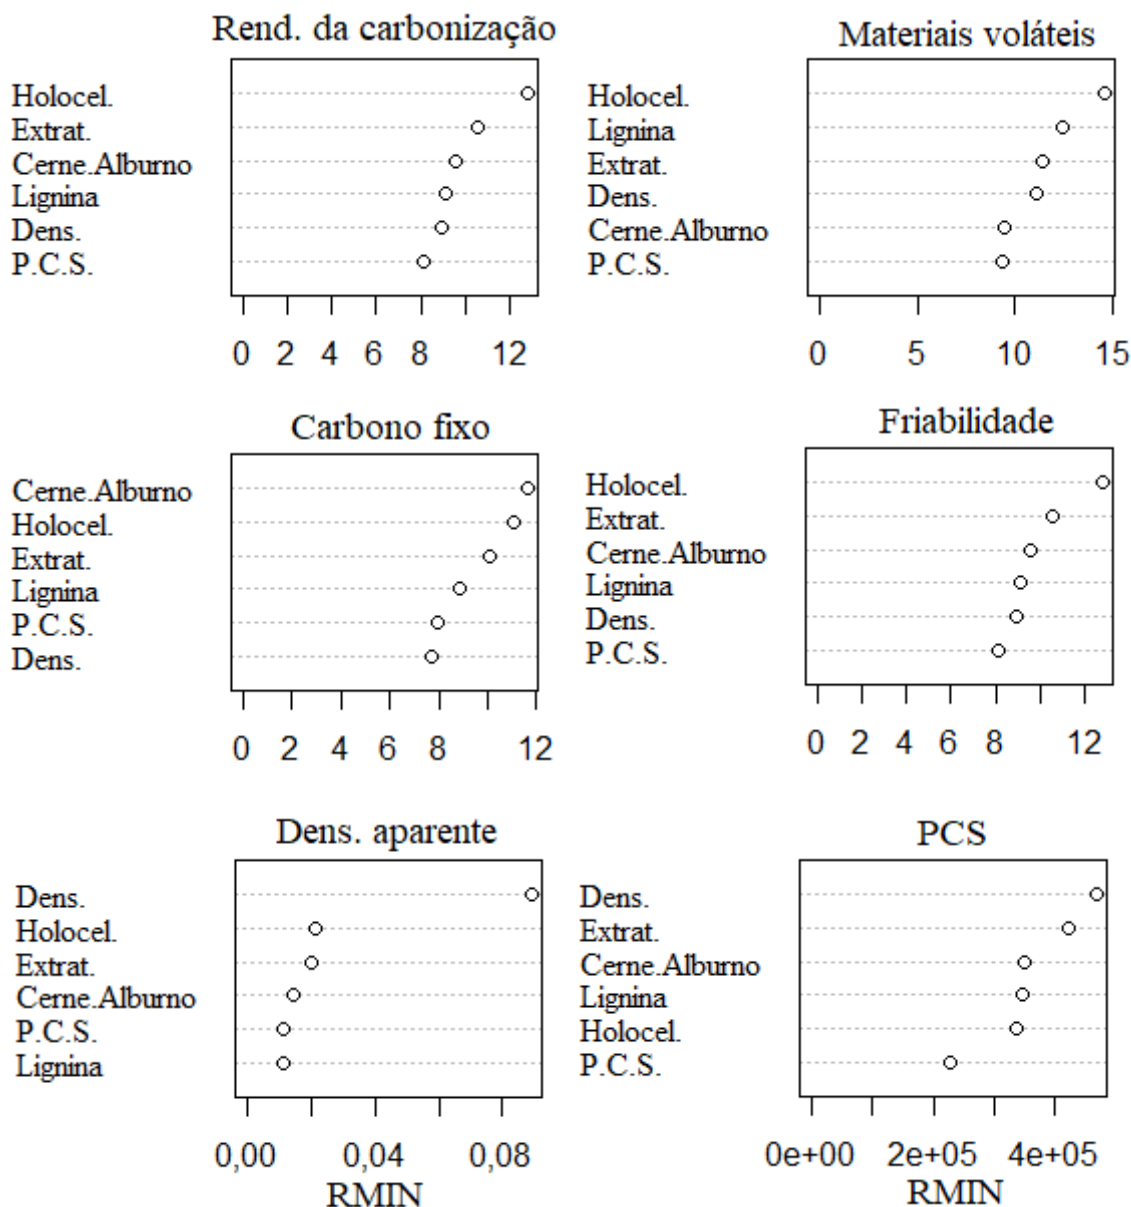 Rend. da carbonização
Holocel.
Extrat.
Cerne.Alburno
Lignina
Dens.
P.C.S.
0 2 4 6 8 12
Materiais voláteis
Holocel.
Lignina
Extrat.
Dens.
Cerne.Alburno
P.C.S.
0 5 10 15
Carbono fixo
Cerne.Alburno
Holocel.
Extrat.
Lignina
P.C.S.
Dens.
0 2 4 6 8 12
Friabilidade
Holocel.
Extrat.
Cerne.Alburno
Lignina
Dens.
P.C.S.
0 2 4 6 8 12
Dens. aparente
Dens.
Holocel.
Extrat.
Cerne.Alburno
P.C.S.
Lignina
0,00 0,04 0,08
RMIN
PCS
Dens.
Extrat.
Cerne.Alburno
Lignina
Holocel.
P.C.S.
0e+00 2e+05 4e+05
RMIN